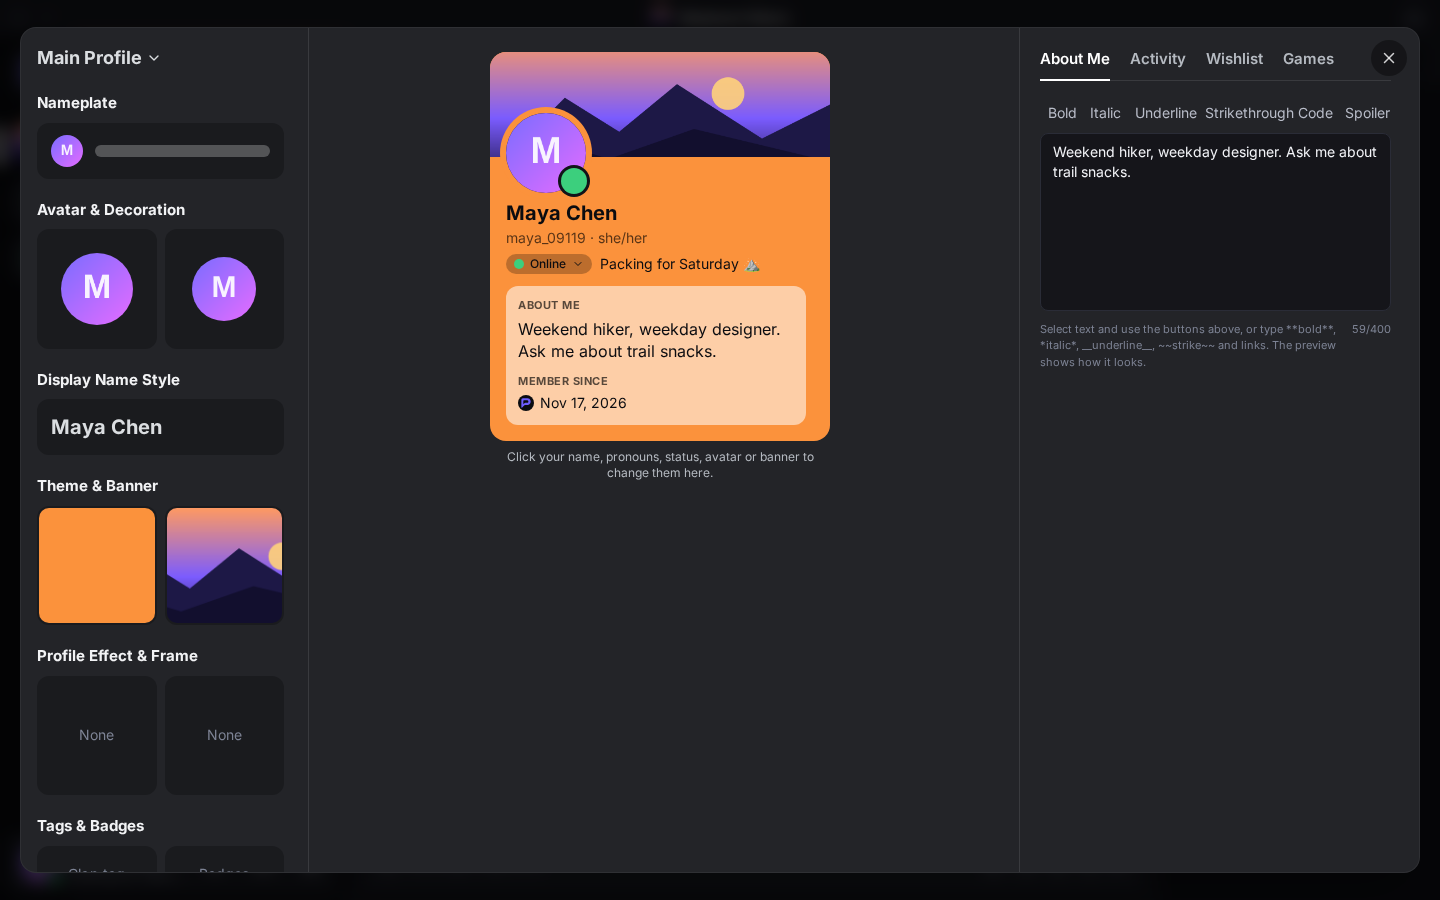 Main Profile
Nameplate
M
Avatar & Decoration
M
M
Display Name Style
Maya Chen
Theme & Banner
Profile Effect & Frame
None
None
Tags & Badges
M
Maya Chen
maya_09119 · she/her
Online
Packing for Saturday
ABOUT ME
Weekend hiker, weekday designer.
Ask me about trail snacks.
MEMBER SINCE
Nov 17, 2026
Click your name, pronouns, status, avatar or banner to
change them here.
About Me Activity Wishlist Games
Bold Italic Underline Strikethrough Code Spoiler
Weekend hiker, weekday designer. Ask me about
trail snacks.
Select text and use the buttons above, or type **bold**,
*italic*, __underline__, ~~strike~~ and links. The preview
shows how it looks.
59/400